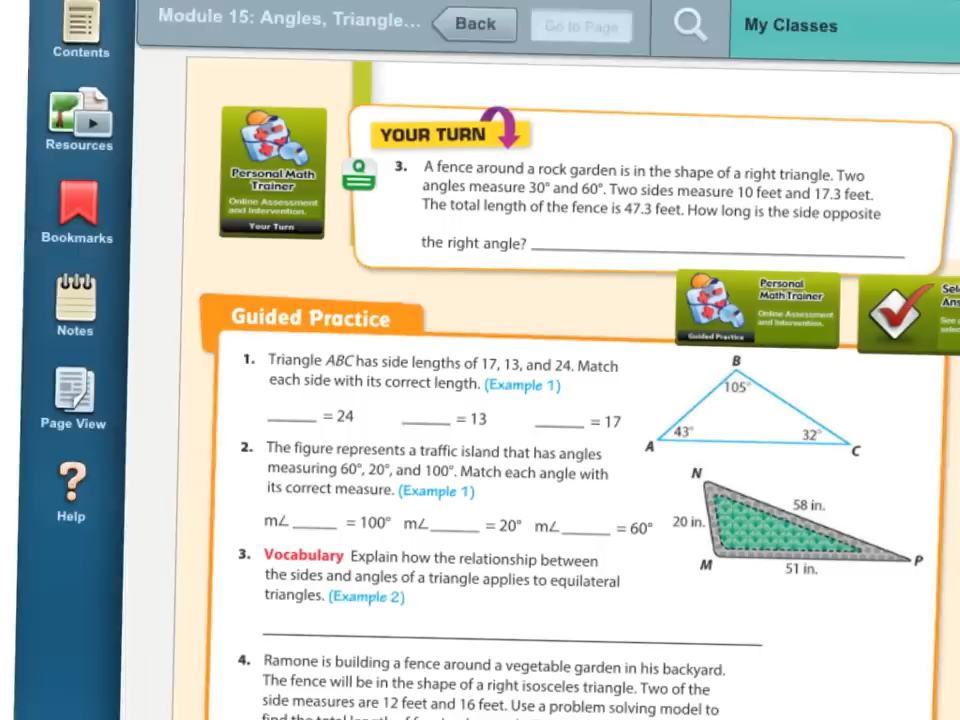 Module 15: Angles, Triangle...
Back
Go to Page
My Classes
Contents
Resources
Bookmarks
Notes
Page View
Help
Personal Math
Trainer
Online Assessment
and Intervention.
Your Turn
YOUR TURN
Q
3. A fence around a rock garden is in the shape of a right triangle. Two
angles measure 30° and 60°. Two sides measure 10 feet and 17.3 feet.
The total length of the fence is 47.3 feet. How long is the side opposite
the right angle? ____________
Personal
Math Trainer
Online Assessment
and Intervention.
Guided Practice
Guided Practice
1. Triangle ABC has side lengths of 17, 13, and 24. Match
each side with its correct length. (Example 1)
_____ = 24 _____ = 13 _____ = 17
B
105°
43°
32°
A
C
2. The figure represents a traffic island that has angles
measuring 60°, 20°, and 100°. Match each angle with
its correct measure. (Example 1)
m∠_____ = 100° m∠_____ = 20° m∠_____ = 60°
N
58 in.
20 in.
M
51 in.
P
3. Vocabulary Explain how the relationship between
the sides and angles of a triangle applies to equilateral
triangles. (Example 2)
4. Ramone is building a fence around a vegetable garden in his backyard.
The fence will be in the shape of a right isosceles triangle. Two of the
side measures are 12 feet and 16 feet. Use a problem solving model to